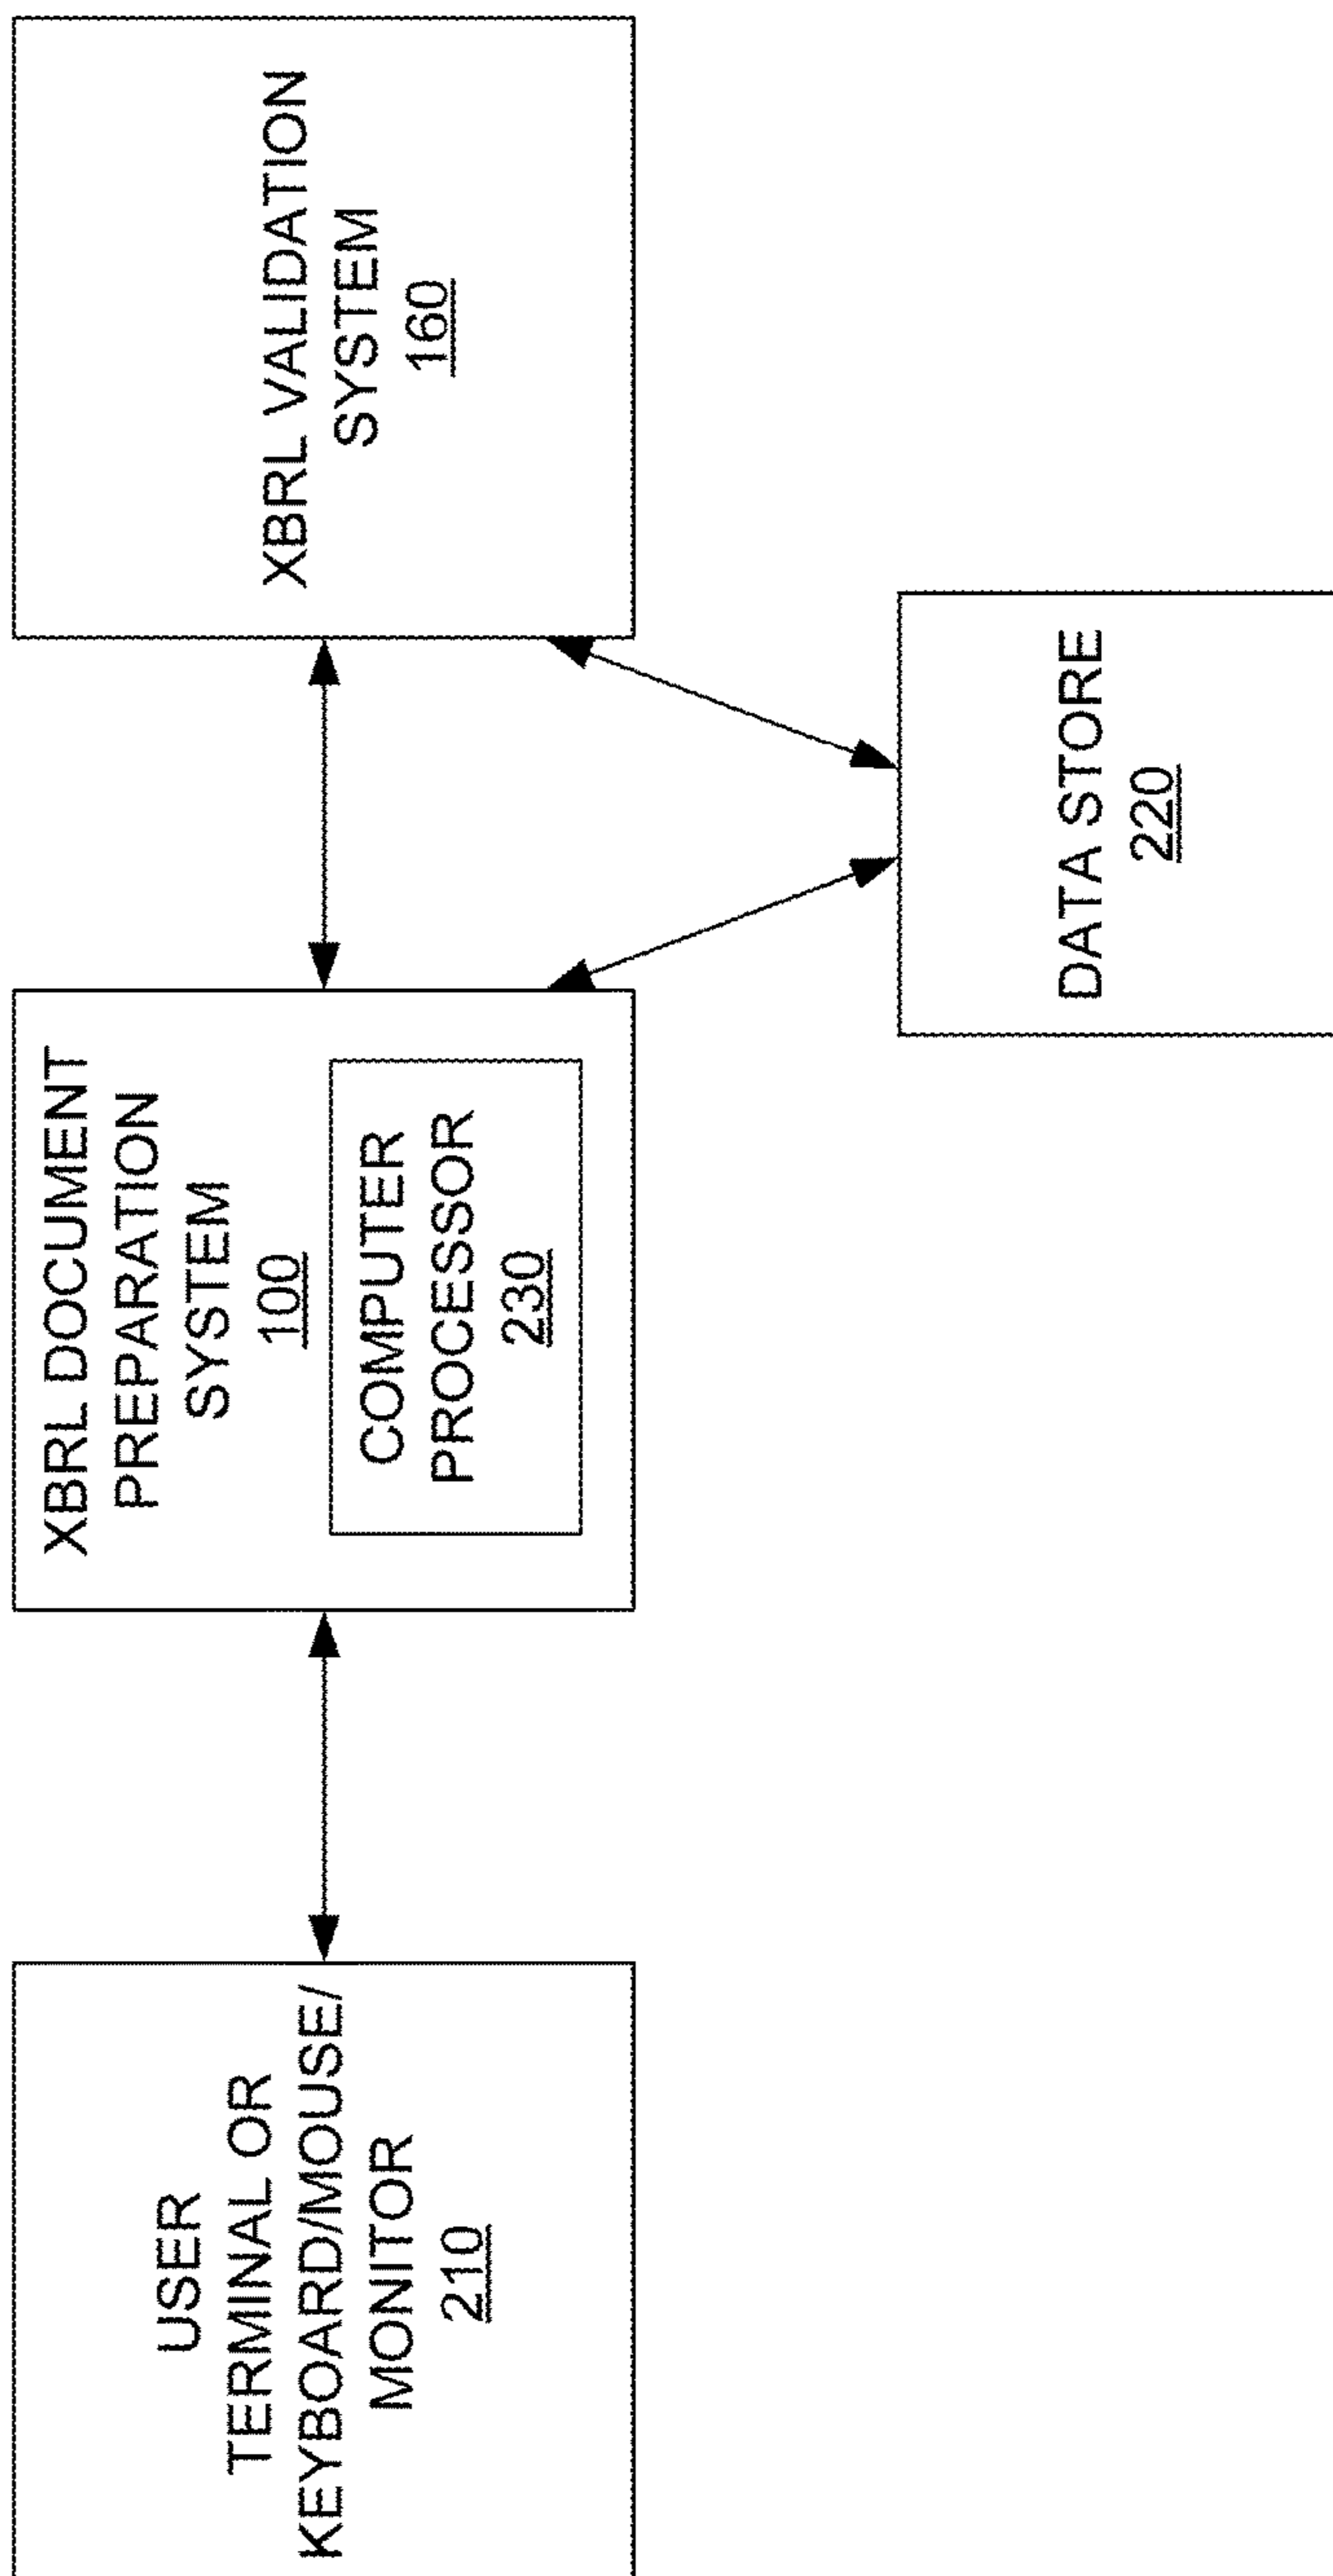 USER
TERMINAL OR
KEYBOARD/MOUSE/
MONITOR
210
XBRL DOCUMENT
PREPARATION
SYSTEM
100
COMPUTER
PROCESSOR
230
XBRL VALIDATION
SYSTEM
160
DATA STORE
220